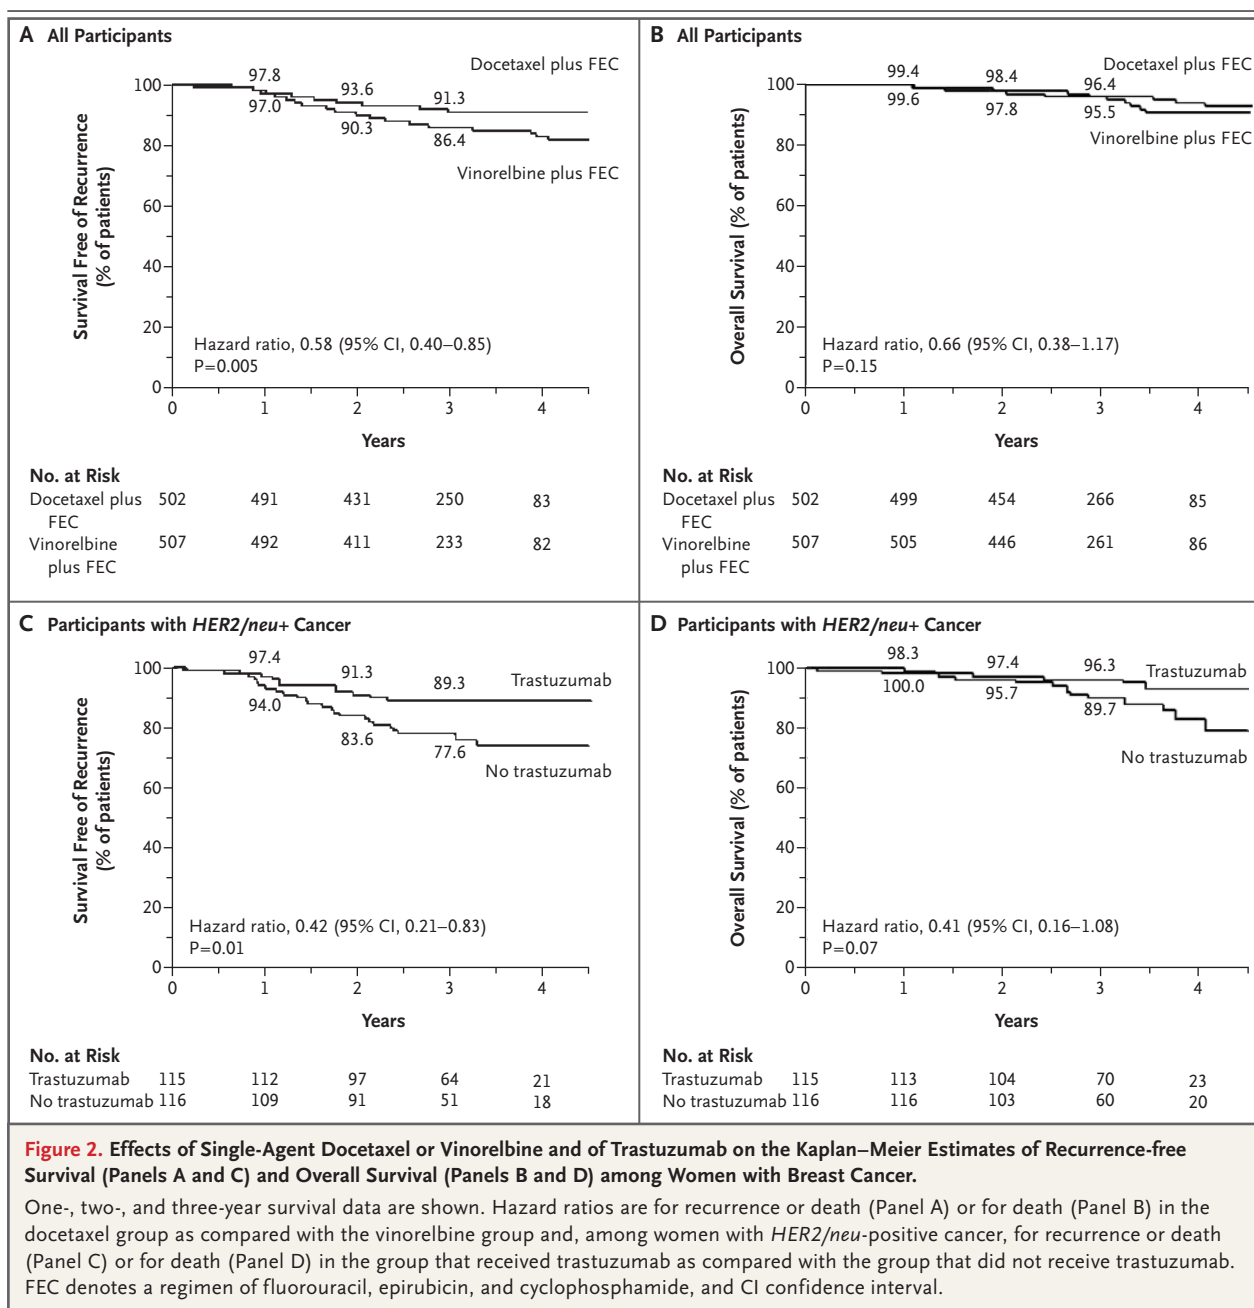 A All Participants
Docetaxel plus FEC
100
97.8
93.6
91.3
97.0
90.3
86.4
80
Vinorelbine plus FEC
60
40
20
0
Survival Free of Recurrence
(% of patients)
Hazard ratio, 0.58 (95% CI, 0.40–0.85)
P=0.005
0 1 2 3 4
Years
No. at Risk
Docetaxel plus 502 491 431 250 83
FEC
Vinorelbine 507 492 411 233 82
plus FEC
B All Participants
Docetaxel plus FEC
100
99.4
98.4
96.4
99.6
97.8
95.5
80
Vinorelbine plus FEC
60
40
20
0
Overall Survival (% of patients)
Hazard ratio, 0.66 (95% CI, 0.38–1.17)
P=0.15
0 1 2 3 4
Years
No. at Risk
Docetaxel plus 502 499 454 266 85
FEC
Vinorelbine 507 505 446 261 86
plus FEC
C Participants with HER2/neu+ Cancer
100
97.4
91.3
89.3
Trastuzumab
94.0
83.6
77.6
80
No trastuzumab
60
40
20
0
Survival Free of Recurrence
(% of patients)
Hazard ratio, 0.42 (95% CI, 0.21–0.83)
P=0.01
0 1 2 3 4
Years
No. at Risk
Trastuzumab 115 112 97 64 21
No trastuzumab 116 109 91 51 18
D Participants with HER2/neu+ Cancer
100
98.3
97.4
96.3
Trastuzumab
100.0
95.7
89.7
80
No trastuzumab
60
40
20
0
Overall Survival (% of patients)
Hazard ratio, 0.41 (95% CI, 0.16–1.08)
P=0.07
0 1 2 3 4
Years
No. at Risk
Trastuzumab 115 113 104 70 23
No trastuzumab 116 116 103 60 20
Figure 2. Effects of Single-Agent Docetaxel or Vinorelbine and of Trastuzumab on the Kaplan–Meier Estimates of Recurrence-free
Survival (Panels A and C) and Overall Survival (Panels B and D) among Women with Breast Cancer.
One-, two-, and three-year survival data are shown. Hazard ratios are for recurrence or death (Panel A) or for death (Panel B) in the
docetaxel group as compared with the vinorelbine group and, among women with HER2/neu-positive cancer, for recurrence or death
(Panel C) or for death (Panel D) in the group that received trastuzumab as compared with the group that did not receive trastuzumab.
FEC denotes a regimen of fluorouracil, epirubicin, and cyclophosphamide, and CI confidence interval.